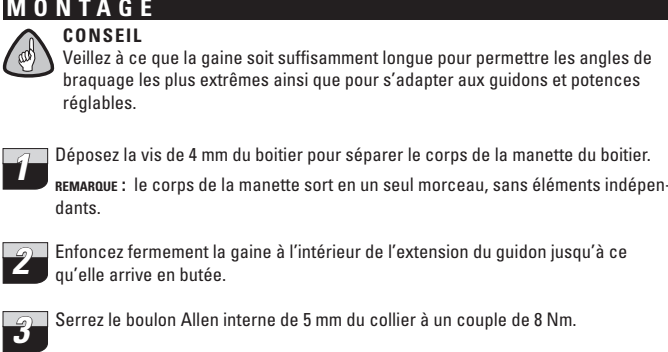 MONTAGE
CONSEIL
Veillez à ce que la gaine soit suffisamment longue pour permettre les angles de
braquage les plus extrêmes ainsi que pour s’adapter aux guidons et potences
réglables.
1 Déposez la vis de 4 mm du boitier pour séparer le corps de la manette du boitier.
REMARQUE : le corps de la manette sort en un seul morceau, sans éléments indépen-
dants.
2 Enfoncez fermement la gaine à l’intérieur de l’extension du guidon jusqu’à ce
qu’elle arrive en butée.
3 Serrez le boulon Allen interne de 5 mm du collier à un couple de 8 Nm.